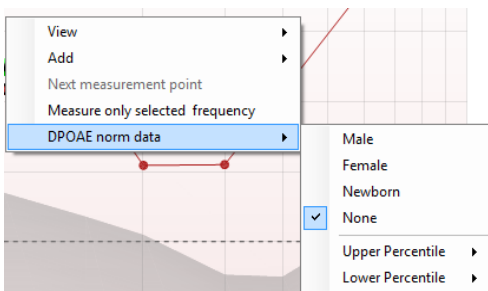 View
Add
Next measurement point
Measure only selected frequency
DPOAE norm data
Male
Female
Newborn
None
Upper Percentile
Lower Percentile